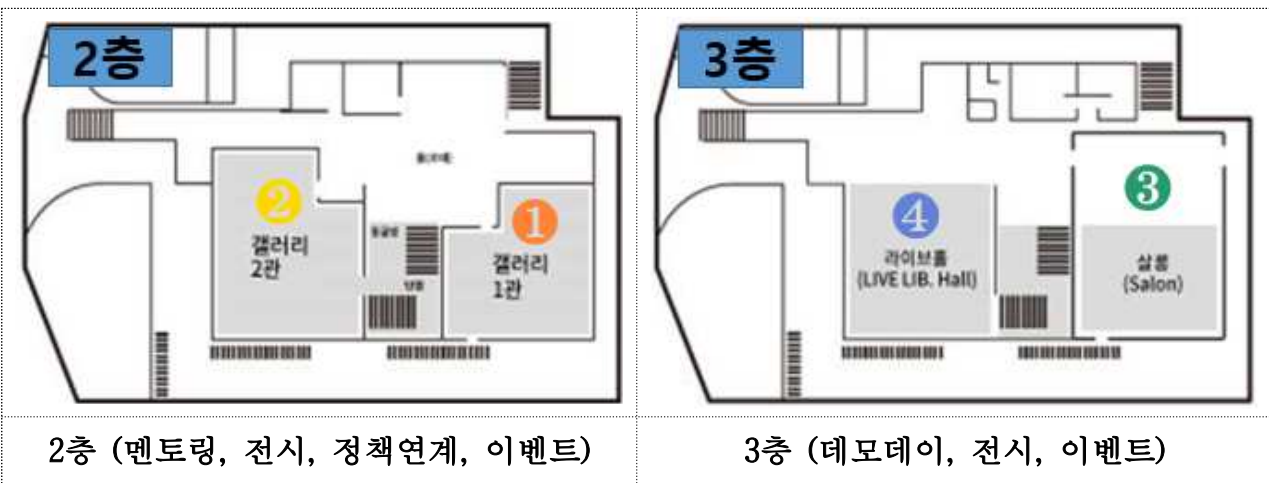 2층
2
갤러리
2관
1
갤러리
1관
2층 (멘토링, 전시, 정책연계, 이벤트)
3층
3
4
라이브홀
(LIVE LIB. Hall)
살롱
(Salon)
3층 (데모데이, 전시, 이벤트)